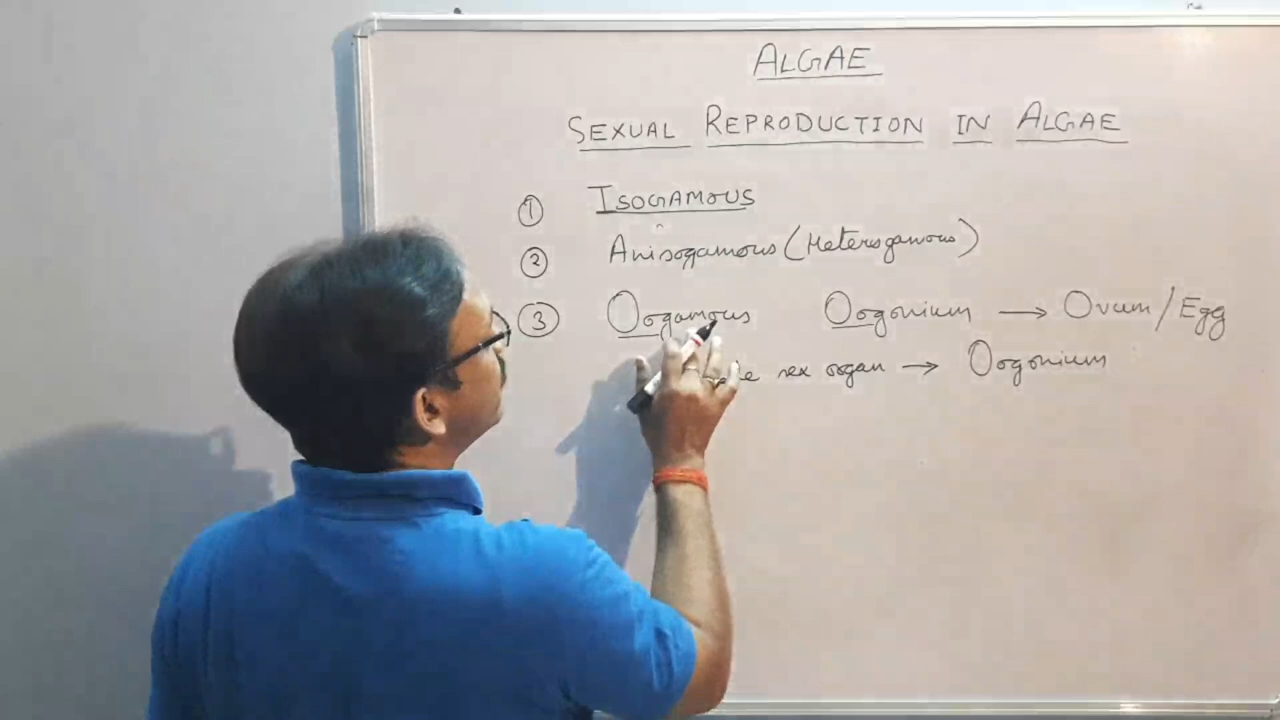 ALGAE
SEXUAL REPRODUCTION IN ALGAE
① ISOGAMOUS
② Anisogamous (Heterogamous)
③ Oogamous Oogonium → Ovum/Egg
sex organ → Oogonium